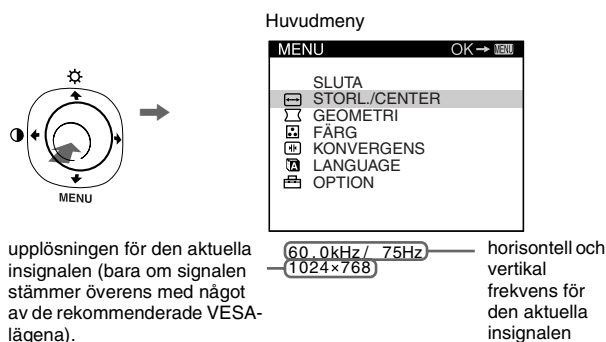 Huvudmeny
MENU OK→MENU
SLUTA
STORL./CENTER
GEOMETRI
FÄRG
KONVERGENS
LANGUAGE
OPTION
MENU
60.0kHz/ 75Hz
1024×768
upplösningen för den aktuella
insignalen (bara om signalen
stämmer överens med något
av de rekommenderade VESA-
lägena).
horisontell och
vertikal
frekvens för
den aktuella
insignalen